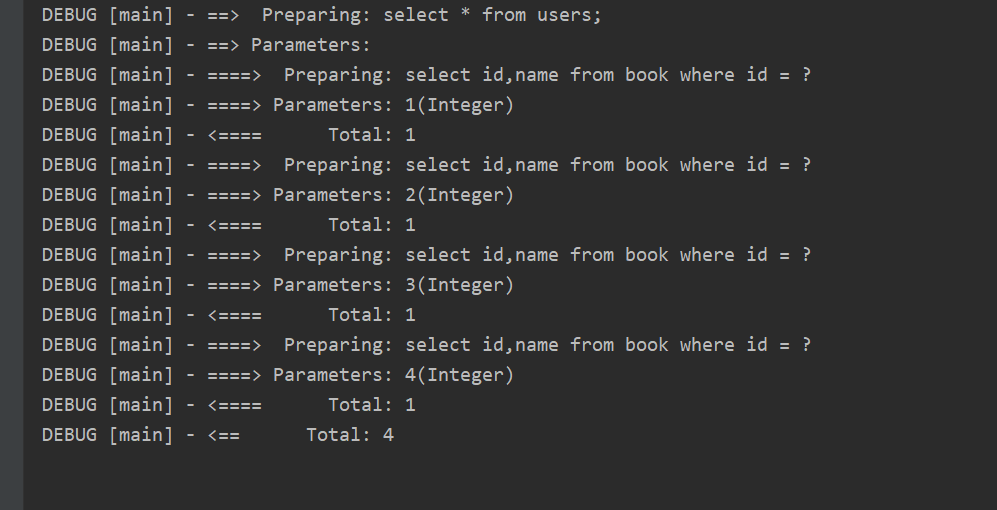 DEBUG [main] - ==>  Preparing: select * from users;
DEBUG [main] - ==> Parameters:
DEBUG [main] - ====>  Preparing: select id,name from book where id = ?
DEBUG [main] - ====> Parameters: 1(Integer)
DEBUG [main] - <====      Total: 1
DEBUG [main] - ====>  Preparing: select id,name from book where id = ?
DEBUG [main] - ====> Parameters: 2(Integer)
DEBUG [main] - <====      Total: 1
DEBUG [main] - ====>  Preparing: select id,name from book where id = ?
DEBUG [main] - ====> Parameters: 3(Integer)
DEBUG [main] - <====      Total: 1
DEBUG [main] - ====>  Preparing: select id,name from book where id = ?
DEBUG [main] - ====> Parameters: 4(Integer)
DEBUG [main] - <====      Total: 1
DEBUG [main] - <==      Total: 4